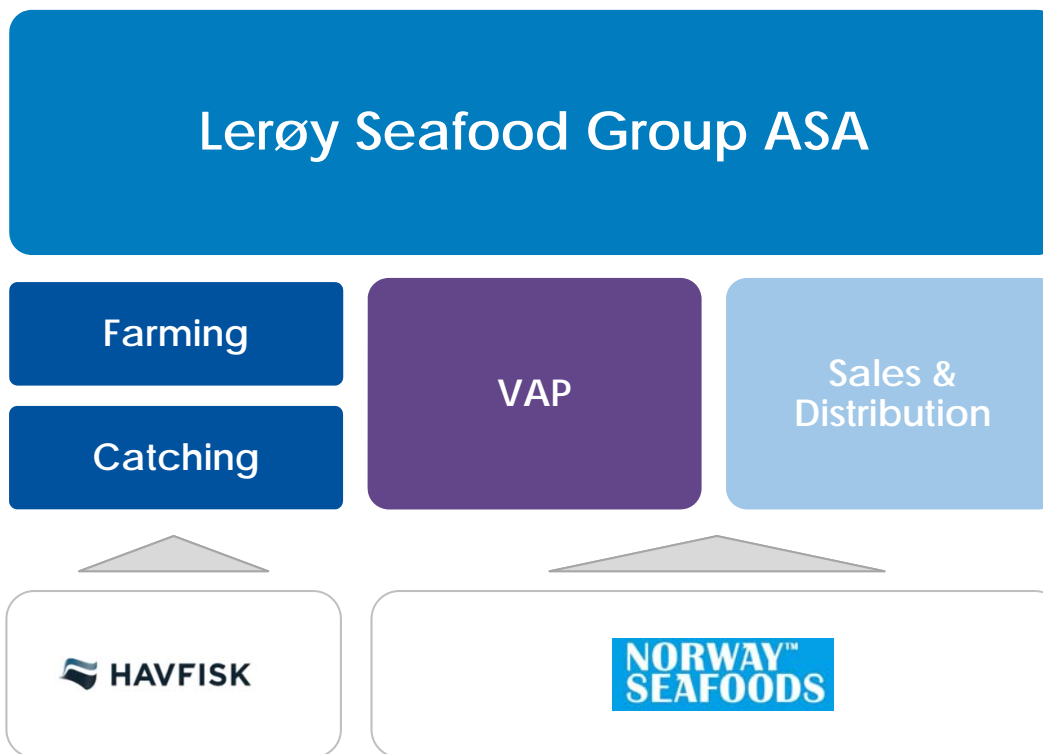 Lerøy Seafood Group ASA
Farming
Catching
VAP
Sales &
Distribution
HAVFISK
NORWAY™
SEAFOODS